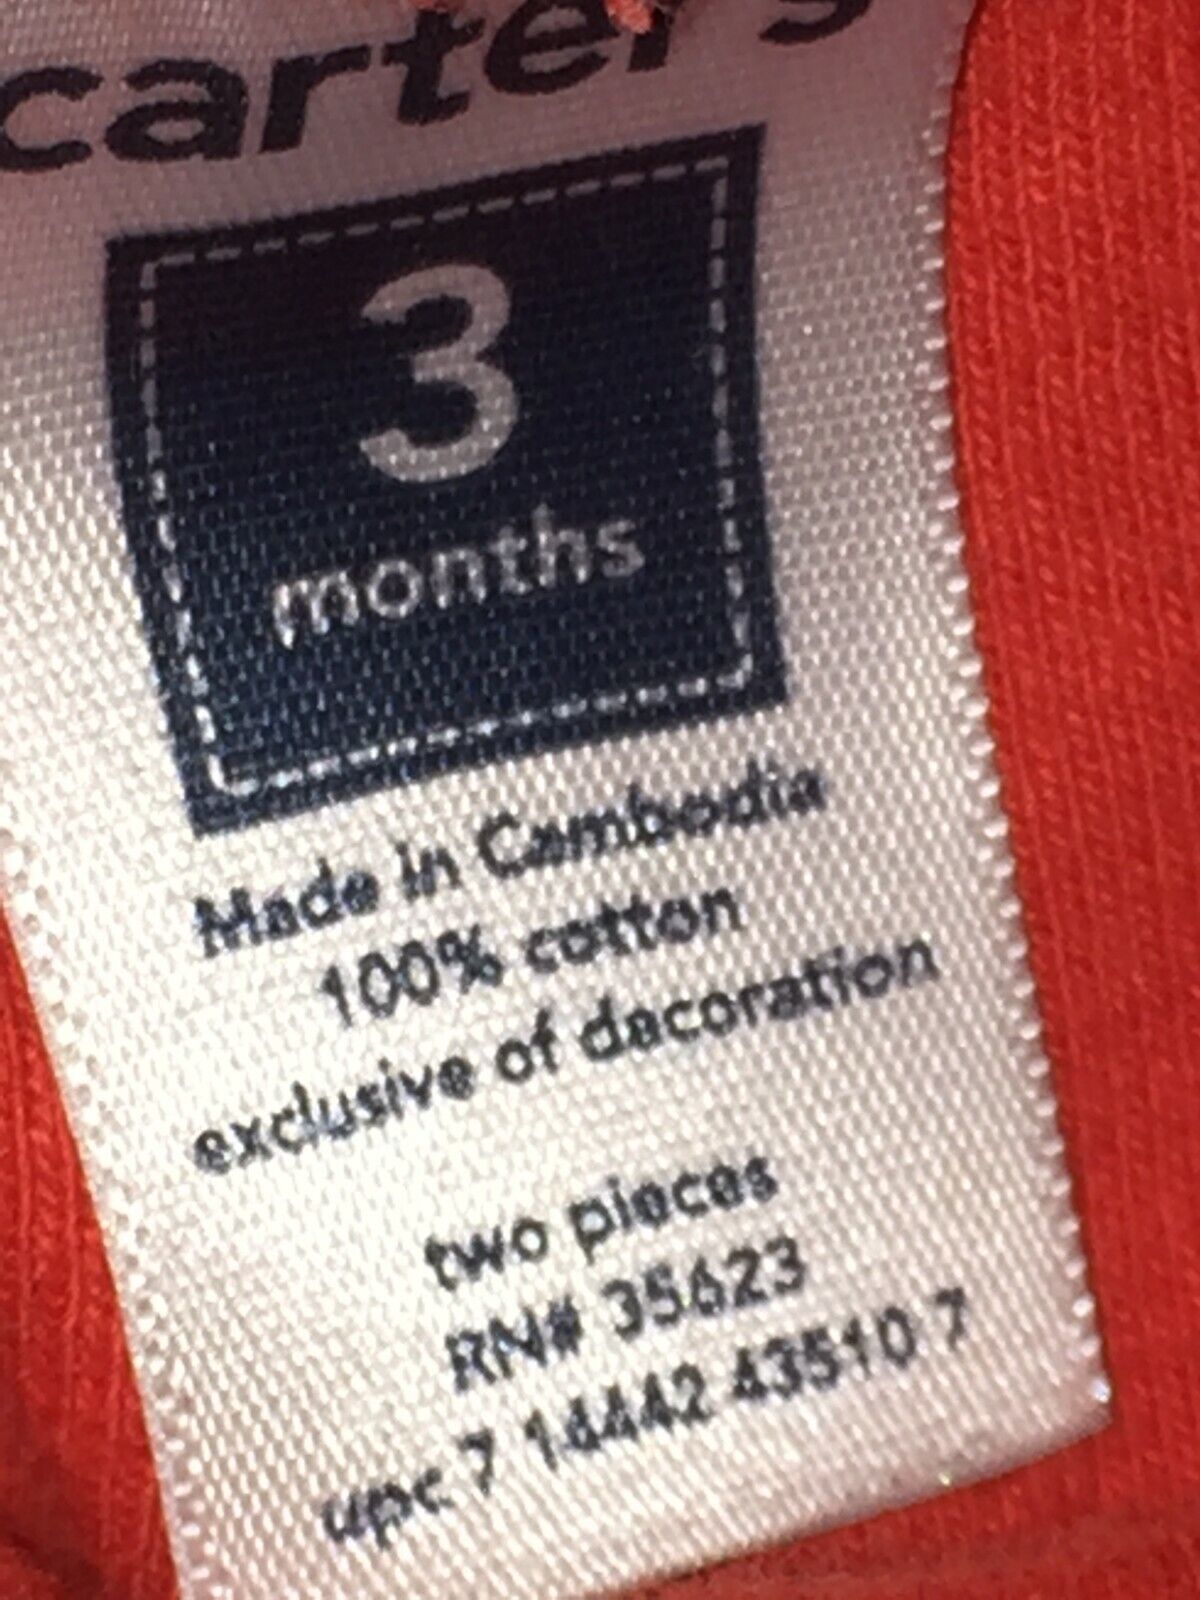 carter's
3
months
Made in Cambodia
100% cotton
exclusive of decoration
two pieces
RN# 35623
upc 7 14442 43510 7